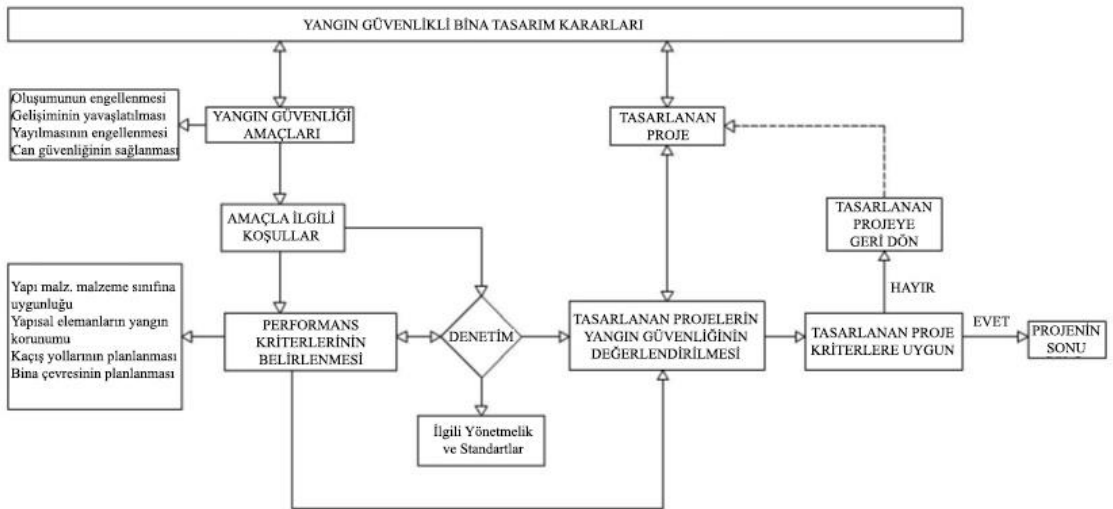 YANGIN GÜVENLİKLİ BİNA TASARIM KARARLARI
Oluşumunun engellenmesi
Gelişiminin yavaşlatılması
Yayılmasının engellenmesi
Can güvenliğinin sağlanması
YANGIN GÜVENLİĞİ
AMAÇLARI
TASARLANAN
PROJE
AMAÇLA İLGİLİ
KOŞULLAR
TASARLANAN
PROJEYE
GERİ DÖN
HAYIR
Yapı malz. malzeme sınıfına
uygunluğu
Yapısal elemanların yangın
korunumu
Kaçış yollarının planlanması
Bina çevresinin planlanması
PERFORMANS
KRİTERLERİNİN
BELİRLENMESİ
DENETİM
TASARLANAN PROJELERİN
YANGIN GÜVENLİĞİNİN
DEĞERLENDİRİLMESİ
TASARLANAN PROJE
KRİTERLERE UYGUN
EVET
PROJENİN
SONU
İlgili Yönetmelik
ve Standartlar